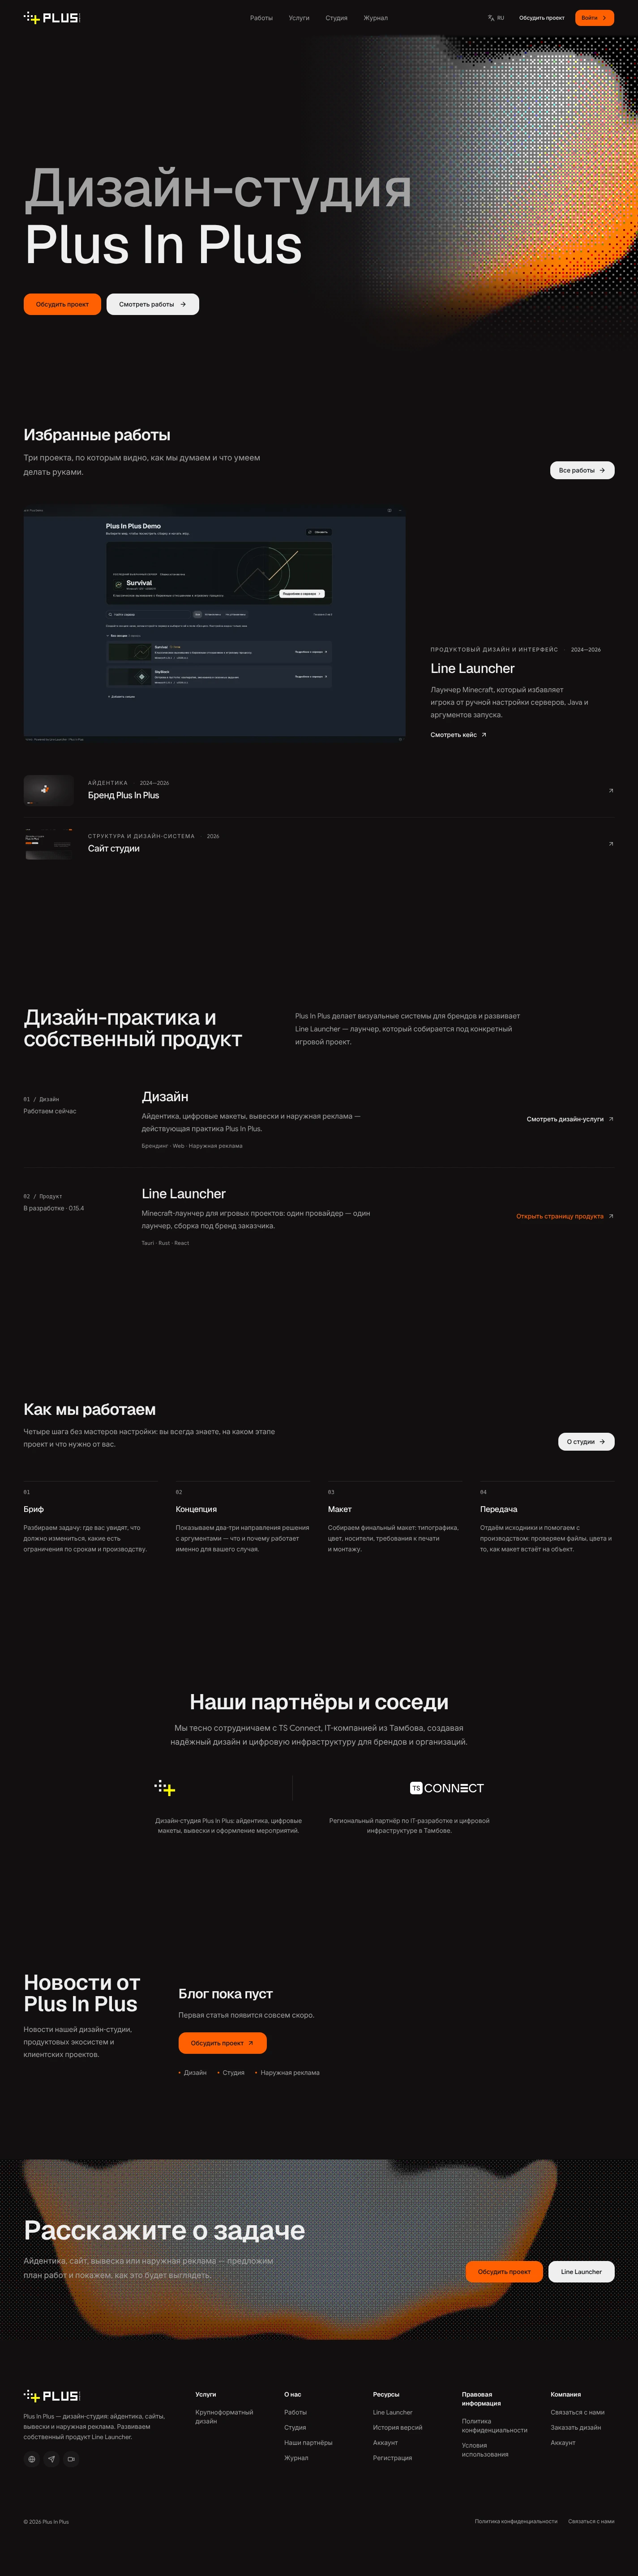 PLUS
Работы
Услуги
Студия
Журнал
RU
Обсудить проект
Войти
Дизайн-студия
Plus In Plus
Обсудить проект
Смотреть работы
Избранные работы
Три проекта, по которым видно, как мы думаем и что умеем
делать руками.
Все работы
Plus In Plus Demo
Survival
Survival
ПРОДУКТОВЫЙ ДИЗАЙН И ИНТЕРФЕЙС · 2024—2026
Line Launcher
Лаунчер Minecraft, который избавляет
игрока от ручной настройки серверов, Java и
аргументов запуска.
Смотреть кейс
АЙДЕНТИКА · 2024—2026
Бренд Plus In Plus
СТРУКТУРА И ДИЗАЙН-СИСТЕМА · 2026
Сайт студии
Дизайн-практика и
собственный продукт
Plus In Plus делает визуальные системы для брендов и развивает
Line Launcher — лаунчер, который собирается под конкретный
игровой проект.
01 / Дизайн
Работаем сейчас
Дизайн
Айдентика, цифровые макеты, вывески и наружная реклама —
действующая практика Plus In Plus.
Брендинг · Web · Наружная реклама
Смотреть дизайн-услуги
02 / Продукт
В разработке · 0.15.4
Line Launcher
Minecraft-лаунчер для игровых проектов: один провайдер — один
лаунчер, сборка под бренд заказчика.
Tauri · Rust · React
Открыть страницу продукта
Как мы работаем
Четыре шага без мастеров настройки: вы всегда знаете, на каком этапе
проект и что нужно от вас.
О студии
01
Бриф
Разбираем задачу: где вас увидят, что
должно измениться, какие есть
ограничения по срокам и производству.
02
Концепция
Показываем два-три направления решения
с аргументами — что и почему работает
именно для вашего случая.
03
Макет
Собираем финальный макет: типографика,
цвет, носители, требования к печати
и монтажу.
04
Передача
Отдаём исходники и помогаем с
производством: проверяем файлы, цвета и
то, как макет встаёт на объект.
Наши партнёры и соседи
Мы тесно сотрудничаем с TS Connect, IT-компанией из Тамбова, создавая
надёжный дизайн и цифровую инфраструктуру для брендов и организаций.
Дизайн-студия Plus In Plus: айдентика, цифровые
макеты, вывески и оформление мероприятий.
TS CONNECT
Региональный партнёр по IT-разработке и цифровой
инфраструктуре в Тамбове.
Новости от
Plus In Plus
Новости нашей дизайн-студии,
продуктовых экосистем и
клиентских проектов.
Блог пока пуст
Первая статья появится совсем скоро.
Обсудить проект
Дизайн
Студия
Наружная реклама
Расскажите о задаче
Айдентика, сайт, вывеска или наружная реклама — предложим
план работ и покажем, как это будет выглядеть.
Обсудить проект
Line Launcher
PLUS
Plus In Plus — дизайн-студия: айдентика, сайты,
вывески и наружная реклама. Развиваем
собственный продукт Line Launcher.
Услуги
Крупноформатный
дизайн
О нас
Работы
Студия
Наши партнёры
Журнал
Ресурсы
Line Launcher
История версий
Аккаунт
Регистрация
Правовая
информация
Политика
конфиденциальности
Условия
использования
Компания
Связаться с нами
Заказать дизайн
Аккаунт
© 2026 Plus In Plus
Политика конфиденциальности
Связаться с нами